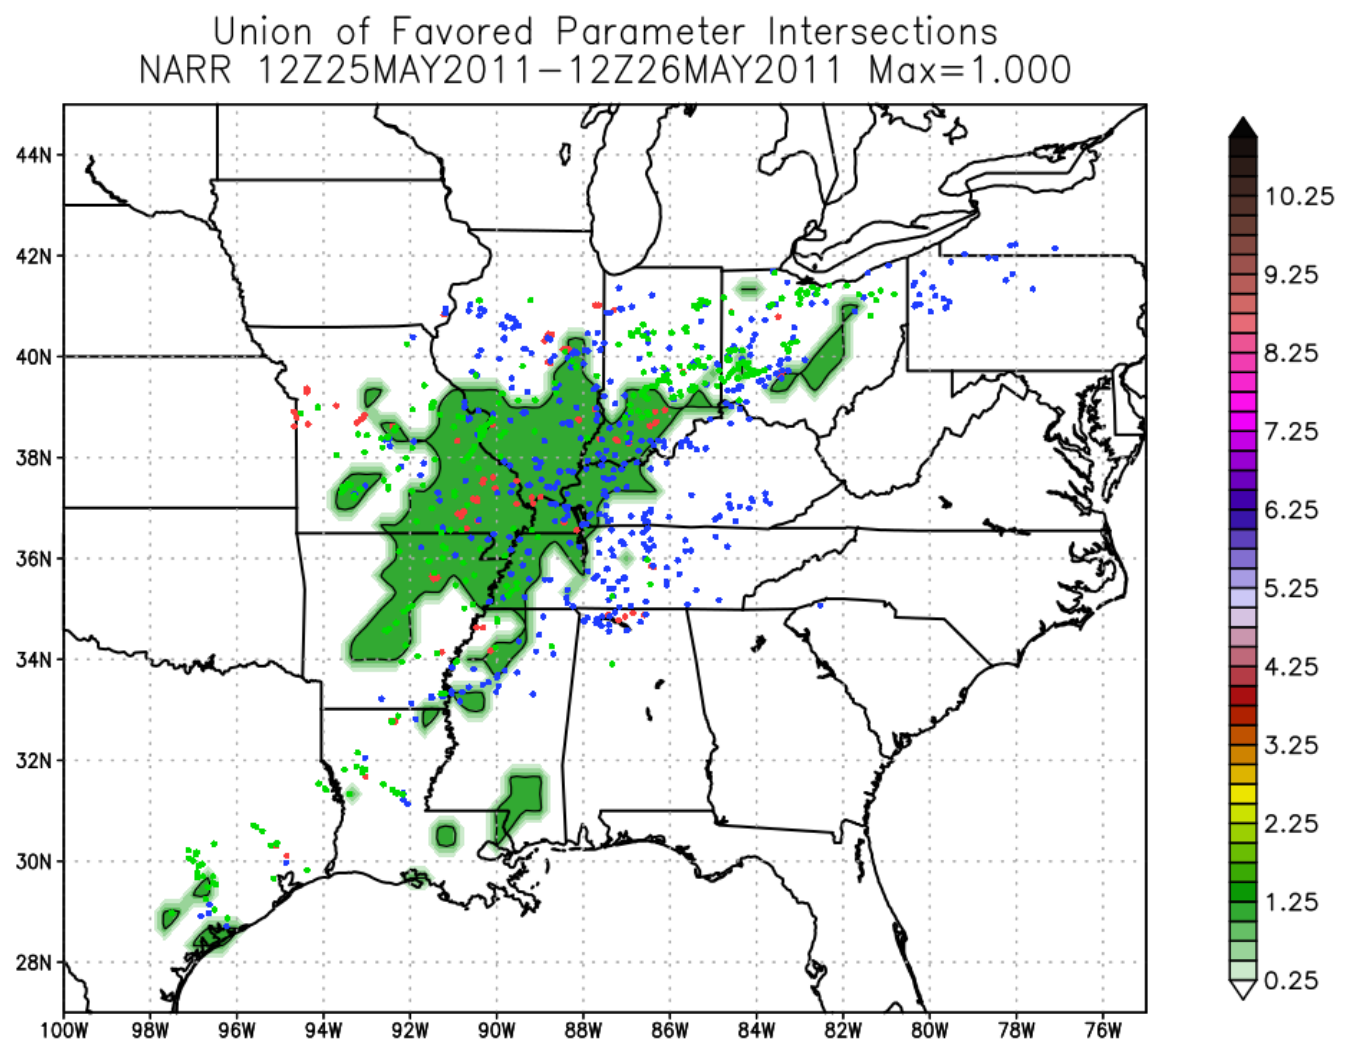 Union of Favored Parameter Intersections
NARR 12Z25MAY2011-12Z26MAY2011 Max=1.000
44N
42N
40N
38N
36N
34N
32N
30N
28N
100W 98W 96W 94W 92W 90W 88W 86W 84W 82W 80W 78W 76W
10.25
9.25
8.25
7.25
6.25
5.25
4.25
3.25
2.25
1.25
0.25